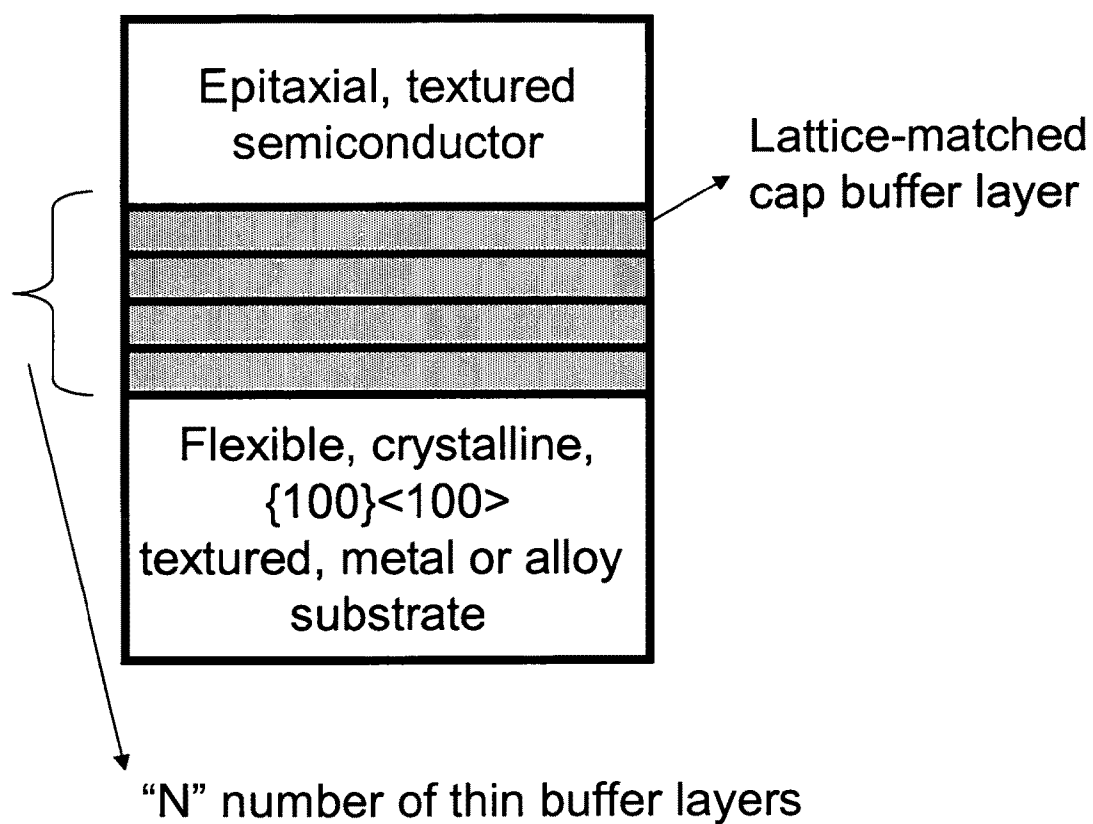 Epitaxial, textured
semiconductor
Lattice-matched
cap buffer layer
Flexible, crystalline,
{100}<100>
textured, metal or alloy
substrate
“N” number of thin buffer layers